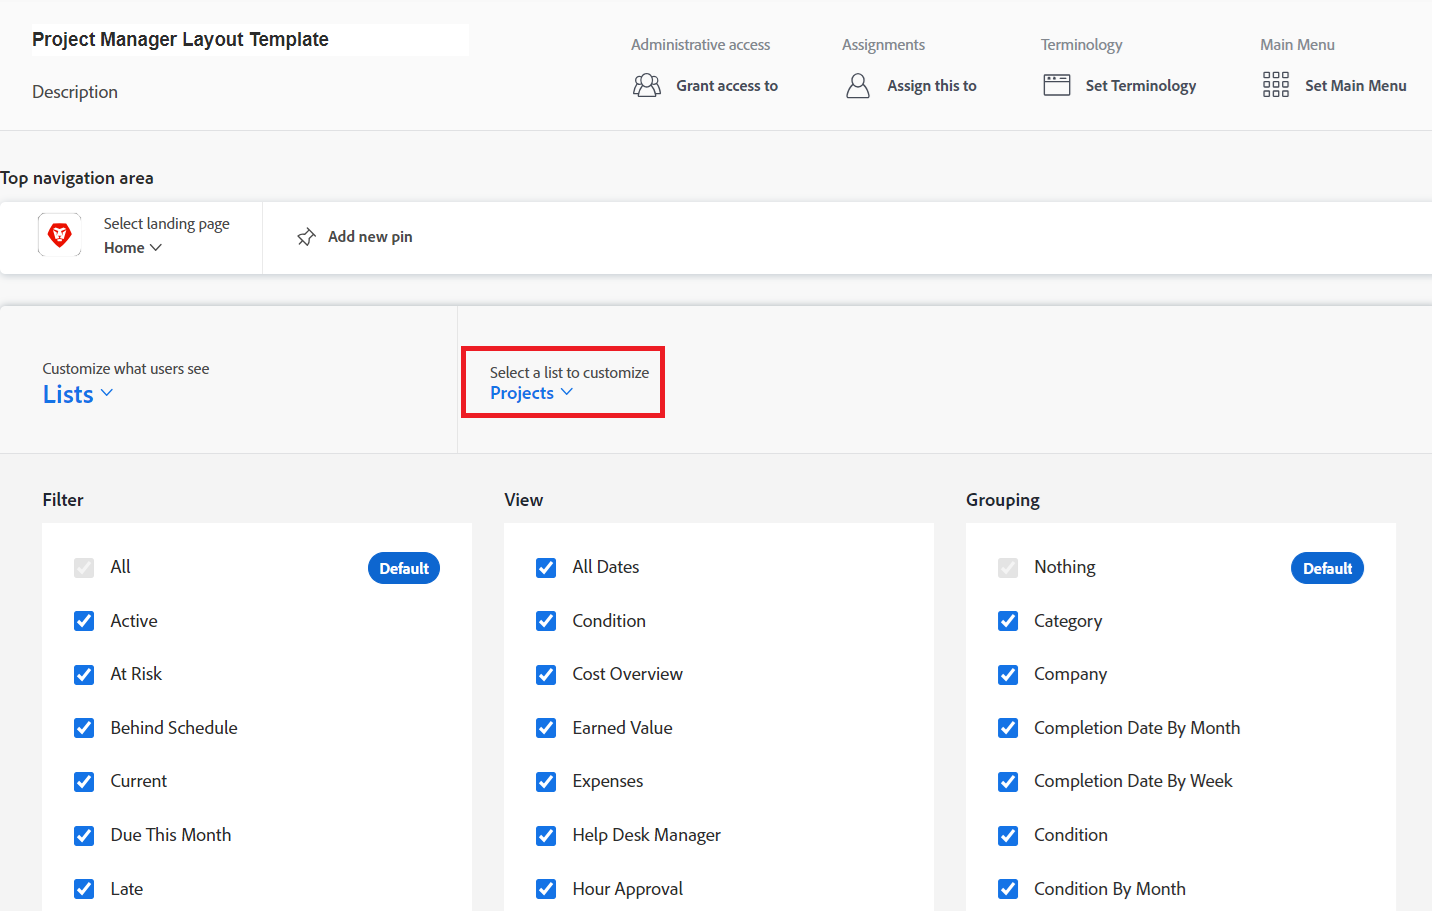 Project Manager Layout Template
Description
Administrative access
Grant access to
Assignments
Assign this to
Terminology
Set Terminology
Main Menu
Set Main Menu
Top navigation area
Select landing page
Home
Add new pin
Customize what users see
Lists
Select a list to customize
Projects
Filter
All
Default
Active
At Risk
Behind Schedule
Current
Due This Month
Late
View
All Dates
Condition
Cost Overview
Earned Value
Expenses
Help Desk Manager
Hour Approval
Grouping
Nothing
Default
Category
Company
Completion Date By Month
Completion Date By Week
Condition
Condition By Month